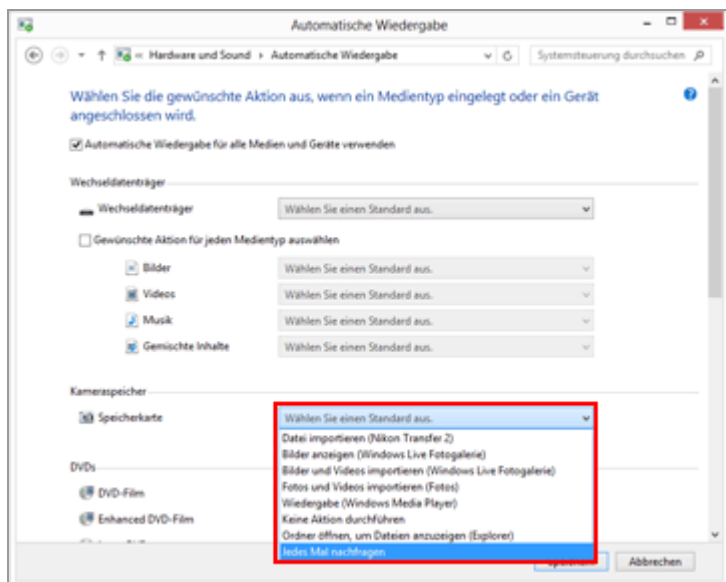 Automatische Wiedergabe
« Hardware und Sound ▸ Automatische Wiedergabe
Systemsteuerung durchsuchen
Wählen Sie die gewünschte Aktion aus, wenn ein Medientyp eingelegt oder ein Gerät
angeschlossen wird.
Automatische Wiedergabe für alle Medien und Geräte verwenden
Wechseldatenträger
Wechseldatenträger Wählen Sie einen Standard aus.
Gewünschte Aktion für jeden Medientyp auswählen
Bilder Wählen Sie einen Standard aus.
Videos Wählen Sie einen Standard aus.
Musik Wählen Sie einen Standard aus.
Gemischte Inhalte Wählen Sie einen Standard aus.
Kameraspeicher
Speicherkarte Wählen Sie einen Standard aus.
Datei importieren (Nikon Transfer 2)
Bilder anzeigen (Windows Live Fotogalerie)
Bilder und Videos importieren (Windows Live Fotogalerie)
Fotos und Videos importieren (Fotos)
Wiedergabe (Windows Media Player)
Keine Aktion durchführen
Ordner öffnen, um Dateien anzuzeigen (Explorer)
Jedes Mal nachfragen
DVDs
DVD-Film
Enhanced DVD-Film
Abbrechen